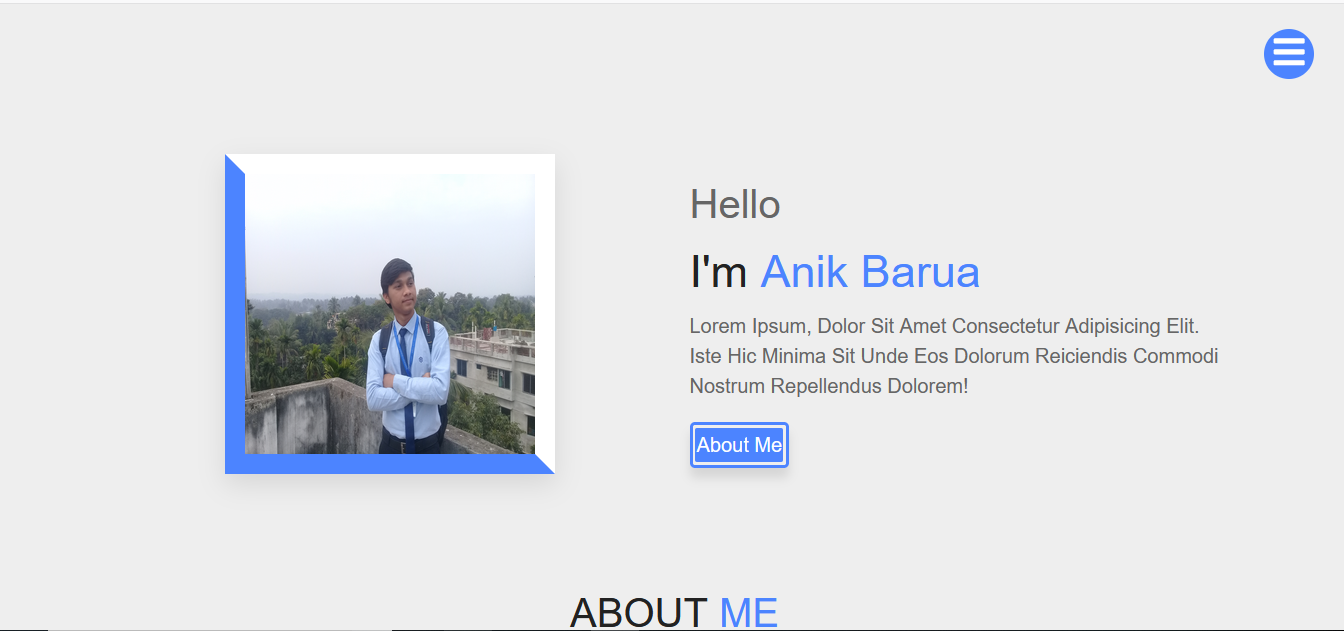 Hello
I'm Anik Barua
Lorem Ipsum, Dolor Sit Amet Consectetur Adipisicing Elit.
Iste Hic Minima Sit Unde Eos Dolorum Reiciendis Commodi
Nostrum Repellendus Dolorem!
About Me
ABOUT ME